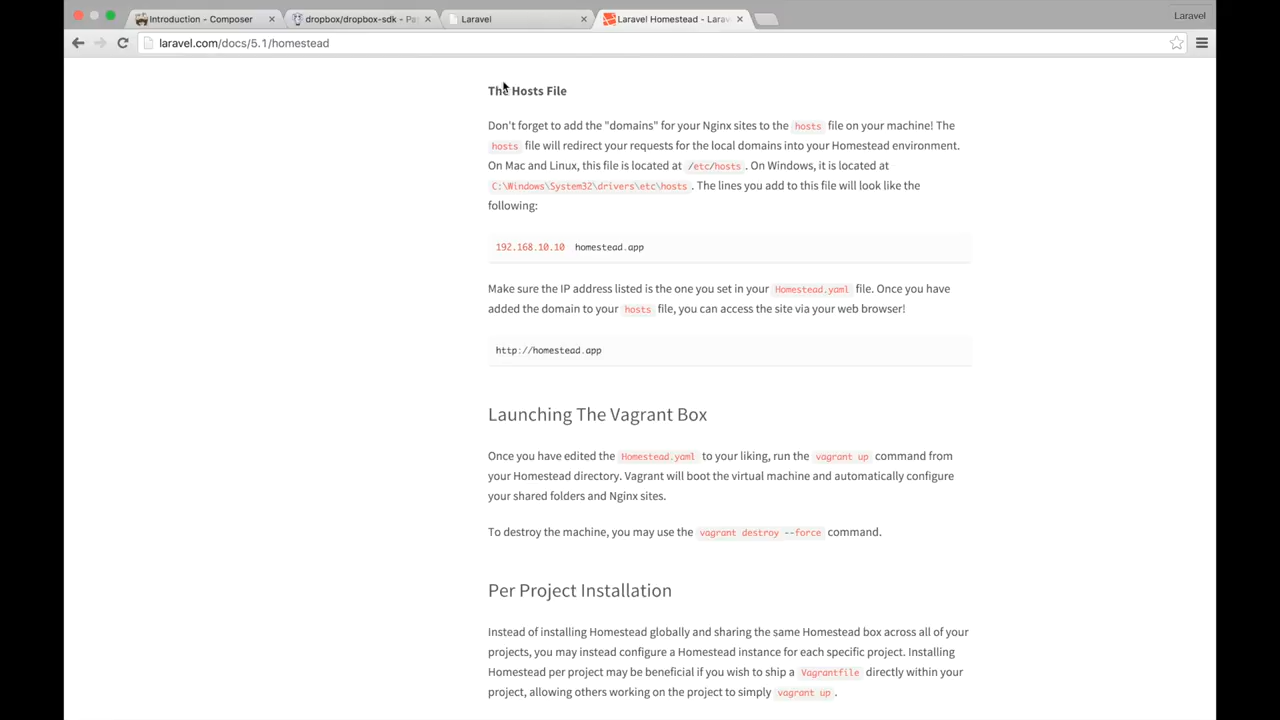 Introduction - Composer
dropbox/dropbox-sdk - Pa
Laravel
Laravel Homestead - Larav
Laravel
laravel.com/docs/5.1/homestead
The Hosts File
Don't forget to add the "domains" for your Nginx sites to the hosts file on your machine! The
hosts file will redirect your requests for the local domains into your Homestead environment.
On Mac and Linux, this file is located at /etc/hosts. On Windows, it is located at
C:\Windows\System32\drivers\etc\hosts. The lines you add to this file will look like the
following:
192.168.10.10 homestead.app
Make sure the IP address listed is the one you set in your Homestead.yaml file. Once you have
added the domain to your hosts file, you can access the site via your web browser!
http://homestead.app
Launching The Vagrant Box
Once you have edited the Homestead.yaml to your liking, run the vagrant up command from
your Homestead directory. Vagrant will boot the virtual machine and automatically configure
your shared folders and Nginx sites.
To destroy the machine, you may use the vagrant destroy --force command.
Per Project Installation
Instead of installing Homestead globally and sharing the same Homestead box across all of your
projects, you may instead configure a Homestead instance for each specific project. Installing
Homestead per project may be beneficial if you wish to ship a Vagrantfile directly within your
project, allowing others working on the project to simply vagrant up.